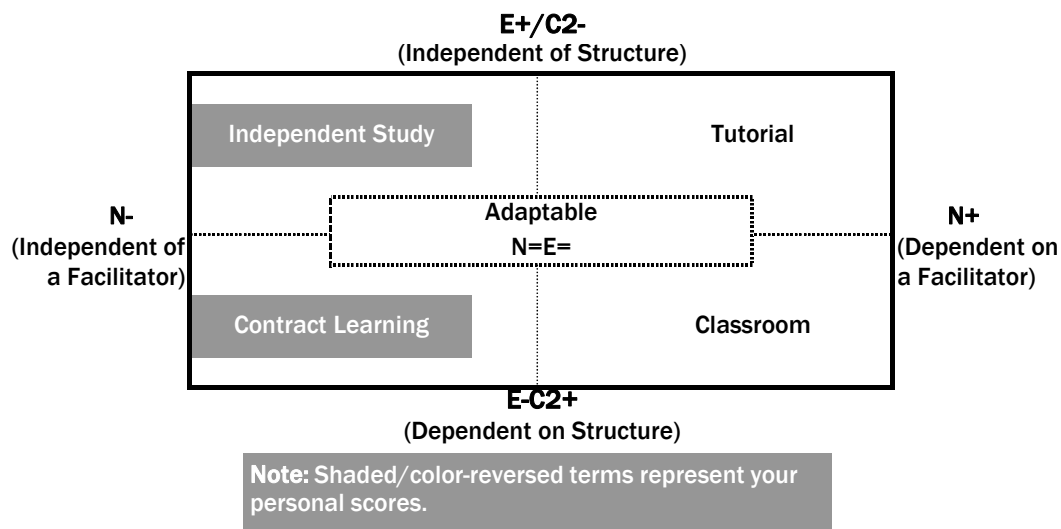 E+/C2-
(Independent of Structure)
Independent Study
Tutorial
Adaptable
N=E=
N-
(Independent of
a Facilitator)
N+
(Dependent on
a Facilitator)
Contract Learning
Classroom
E-C2+
(Dependent on Structure)
Note: Shaded/color-reversed terms represent your
personal scores.